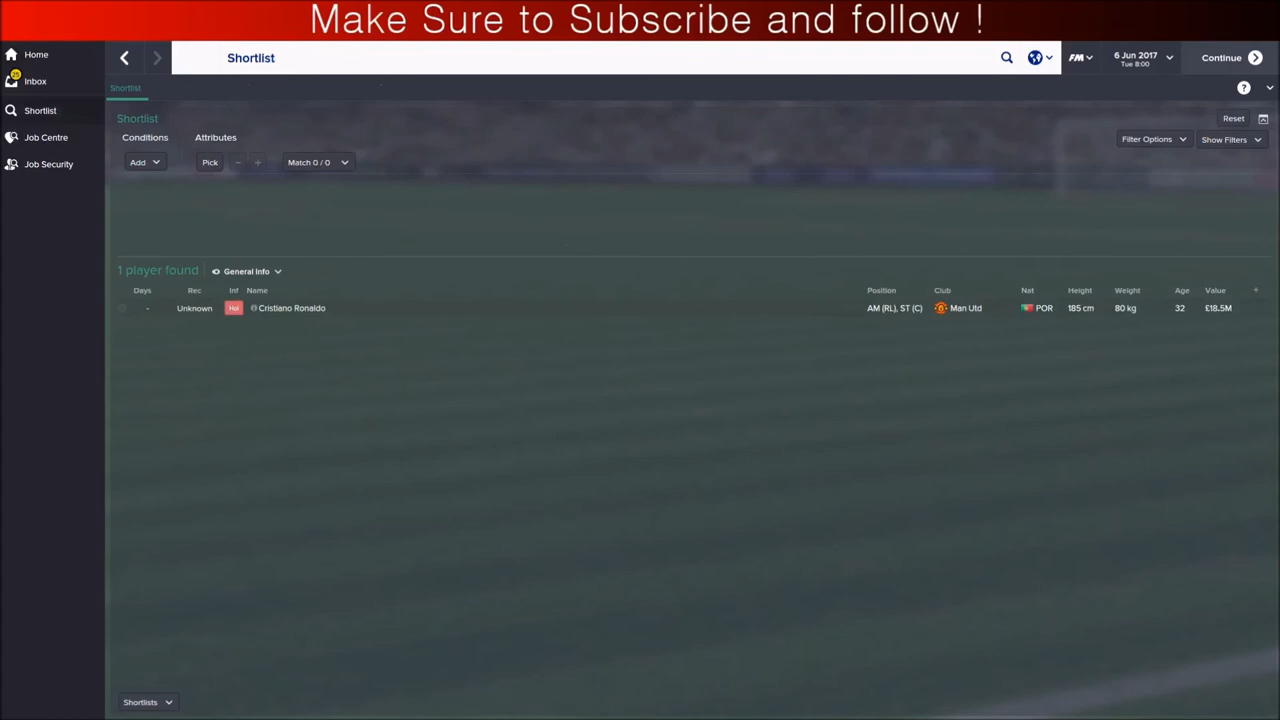 Make Sure to Subscribe and follow !
Home
Shortlist
FM
6 Jun 2017
Tue 8:00
Continue
25
Inbox
Shortlist
?
Shortlist
Shortlist
Reset
Job Centre
Conditions
Attributes
Filter Options
Show Filters
Job Security
Add
Pick
-
+
Match 0 / 0
1 player found
General Info
Days
Rec
Inf
Name
Position
Club
Nat
Height
Weight
Age
Value
+
-
Unknown
Hol
i
Cristiano Ronaldo
AM (RL), ST (C)
Man Utd
POR
185 cm
80 kg
32
£18.5M
Shortlists